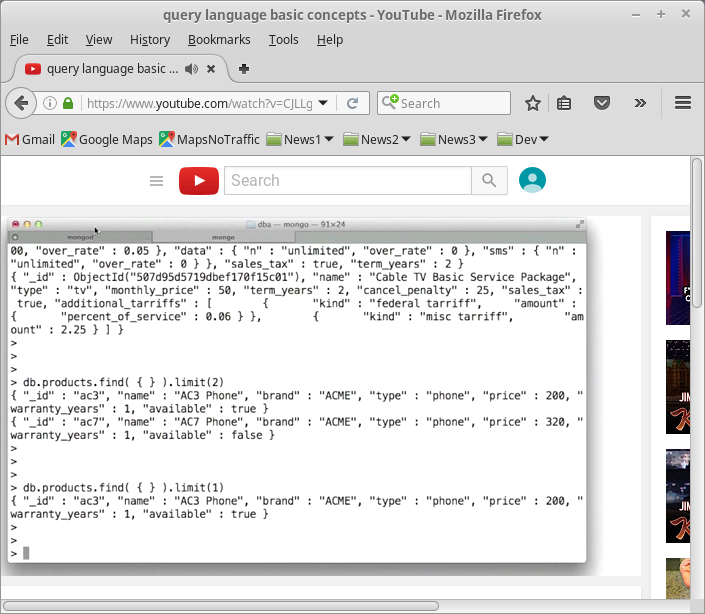 query language basic concepts - YouTube - Mozilla Firefox
File Edit View History Bookmarks Tools Help
query language basic ...
https://www.youtube.com/watch?v=CJLLg
Search
Gmail Google Maps MapsNoTraffic News1 News2 News3 Dev
Search
dba — mongo — 91×24
mongod mongo
00, "over_rate" : 0.05 }, "data" : { "n" : "unlimited", "over_rate" : 0 }, "sms" : { "n" :
"unlimited", "over_rate" : 0 } }, "sales_tax" : true, "term_years" : 2 }
{ "_id" : ObjectId("507d95d5719dbef170f15c01"), "name" : "Cable TV Basic Service Package",
"type" : "tv", "monthly_price" : 50, "term_years" : 2, "cancel_penalty" : 25, "sales_tax" :
true, "additional_tarriffs" : [ { "kind" : "federal tarriff", "amount" :
{ "percent_of_service" : 0.06 } }, { "kind" : "misc tarriff", "am
ount" : 2.25 } ] }
>
>
>
> db.products.find( { } ).limit(2)
{ "_id" : "ac3", "name" : "AC3 Phone", "brand" : "ACME", "type" : "phone", "price" : 200, "
warranty_years" : 1, "available" : true }
{ "_id" : "ac7", "name" : "AC7 Phone", "brand" : "ACME", "type" : "phone", "price" : 320, "
warranty_years" : 1, "available" : false }
>
>
>
> db.products.find( { } ).limit(1)
{ "_id" : "ac3", "name" : "AC3 Phone", "brand" : "ACME", "type" : "phone", "price" : 200, "
warranty_years" : 1, "available" : true }
>
>
>
JIM
JIM